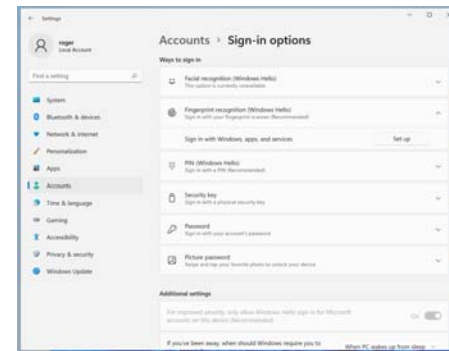 Settings
roger
Local Account
Find a setting
System
Bluetooth & devices
Network & internet
Personalization
Apps
Accounts
Time & language
Gaming
Accessibility
Privacy & security
Windows Update
Accounts > Sign-in options
Ways to sign in
Facial recognition (Windows Hello)
This option is currently unavailable
Fingerprint recognition (Windows Hello)
Sign in with your fingerprint scanner (Recommended)
Sign in with Windows, apps, and services
Set up
PIN (Windows Hello)
Sign in with a PIN (Recommended)
Security key
Sign in with a physical security key
Password
Sign in with your account's password
Picture password
Swipe and tap your favorite photo to unlock your device
Additional settings
For improved security, only allow Windows Hello sign-in for Microsoft
accounts on this device (Recommended)
On
If you've been away, when should Windows require you to
When PC wakes up from sleep